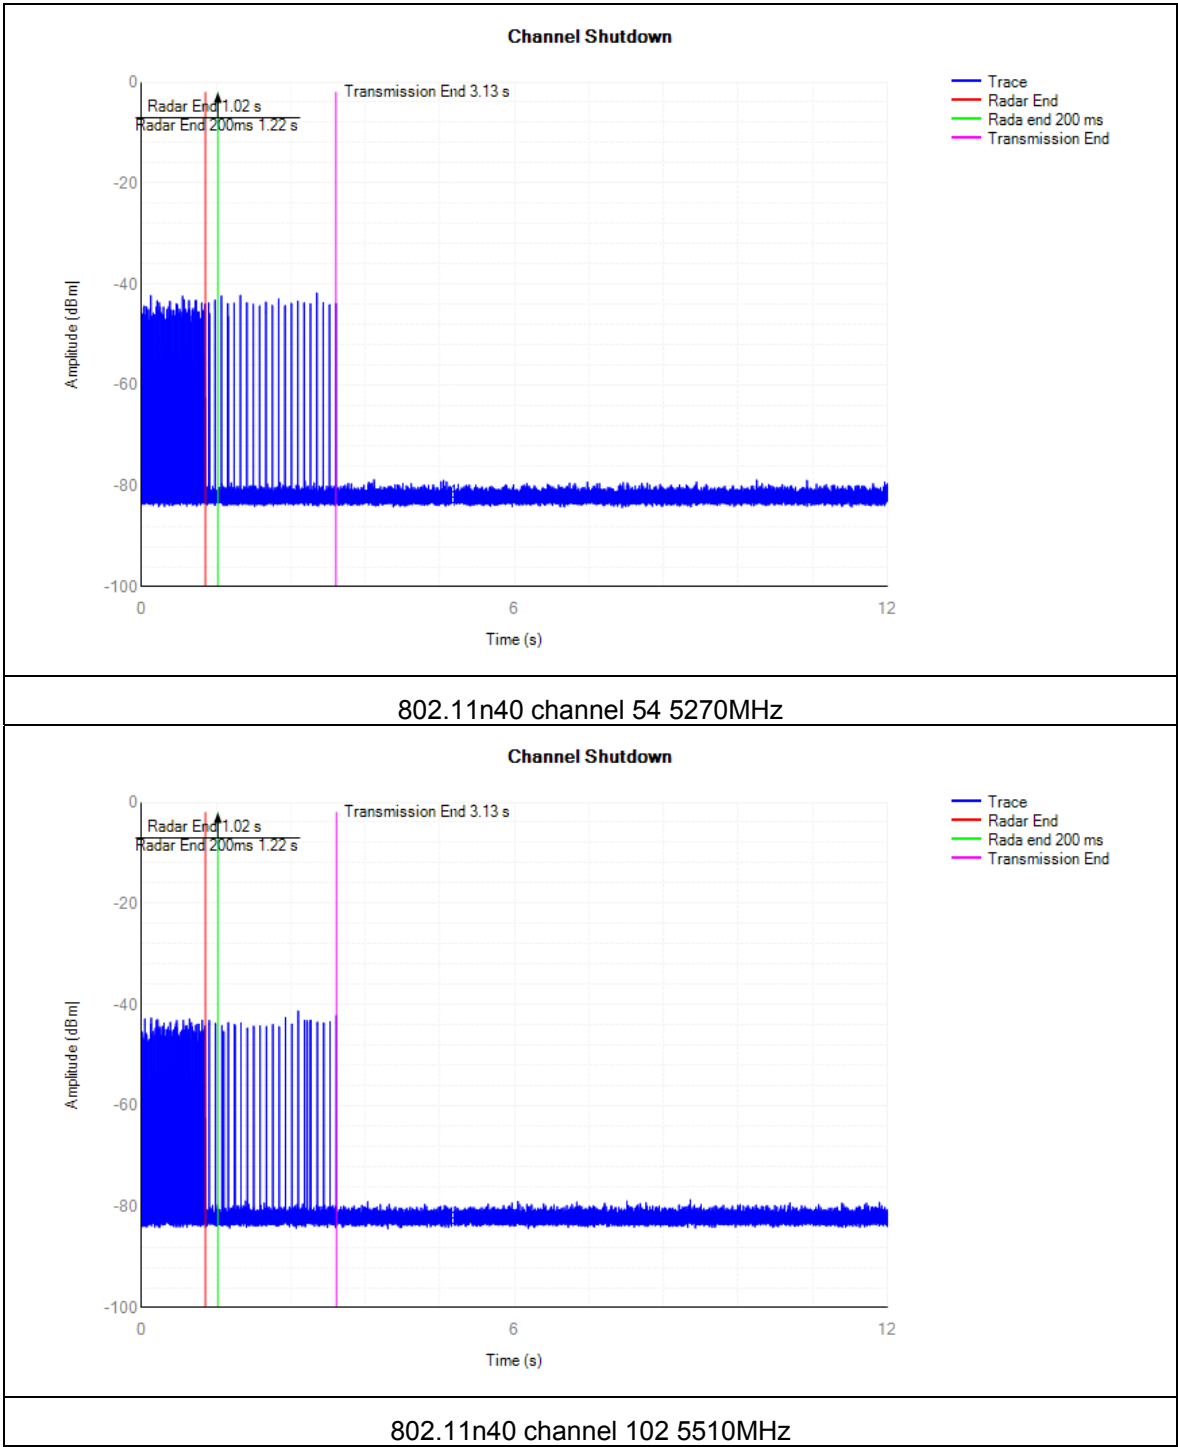 Channel Shutdown
0
Radar End 1.02 s
Radar End 200ms 1.22 s
Transmission End 3.13 s
Trace
Radar End
Rada end 200 ms
Transmission End
-20
-40
-60
-80
-100
Amplitude (dBm)
0
6
12
Time (s)
802.11n40 channel 54 5270MHz
Channel Shutdown
0
Radar End 1.02 s
Radar End 200ms 1.22 s
Transmission End 3.13 s
Trace
Radar End
Rada end 200 ms
Transmission End
-20
-40
-60
-80
-100
Amplitude (dBm)
0
6
12
Time (s)
802.11n40 channel 102 5510MHz